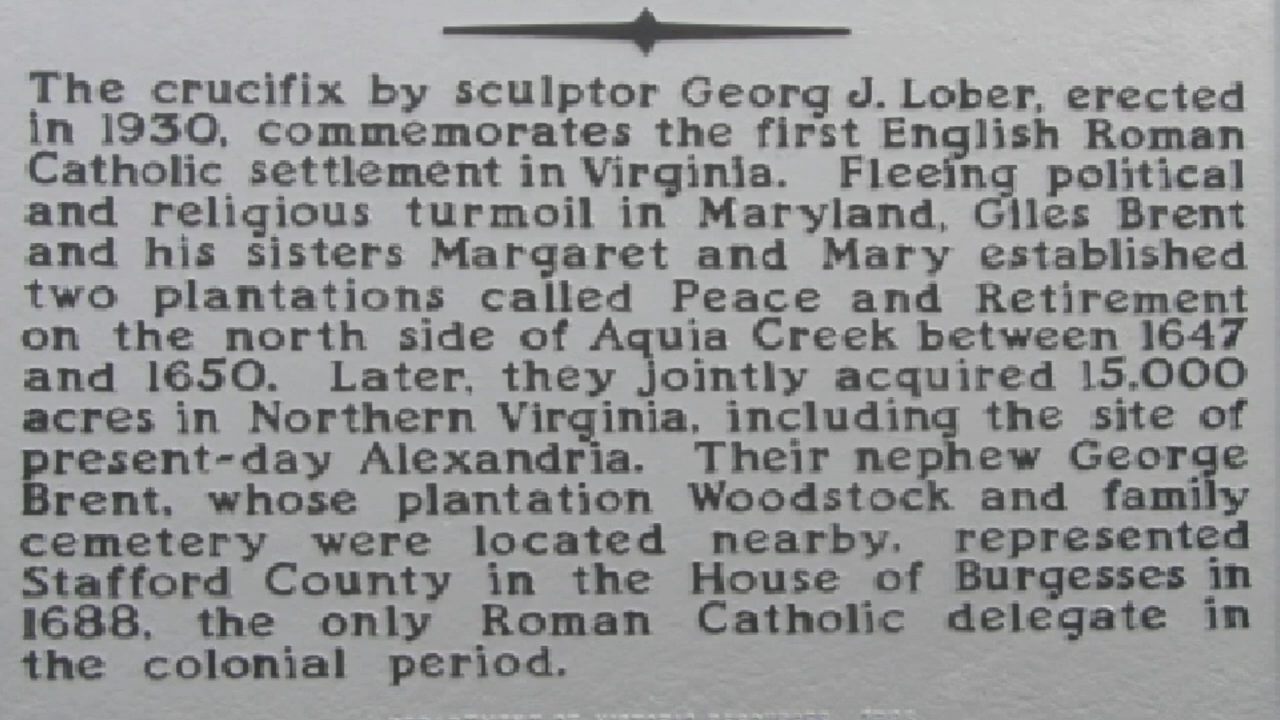 The crucifix by sculptor Georg J. Lober, erected
in 1930, commemorates the first English Roman
Catholic settlement in Virginia. Fleeing political
and religious turmoil in Maryland, Giles Brent
and his sisters Margaret and Mary established
two plantations called Peace and Retirement
on the north side of Aquia Creek between 1647
and 1650. Later, they jointly acquired 15,000
acres in Northern Virginia, including the site of
present-day Alexandria. Their nephew George
Brent, whose plantation Woodstock and family
cemetery were located nearby, represented
Stafford County in the House of Burgesses in
1688, the only Roman Catholic delegate in
the colonial period.